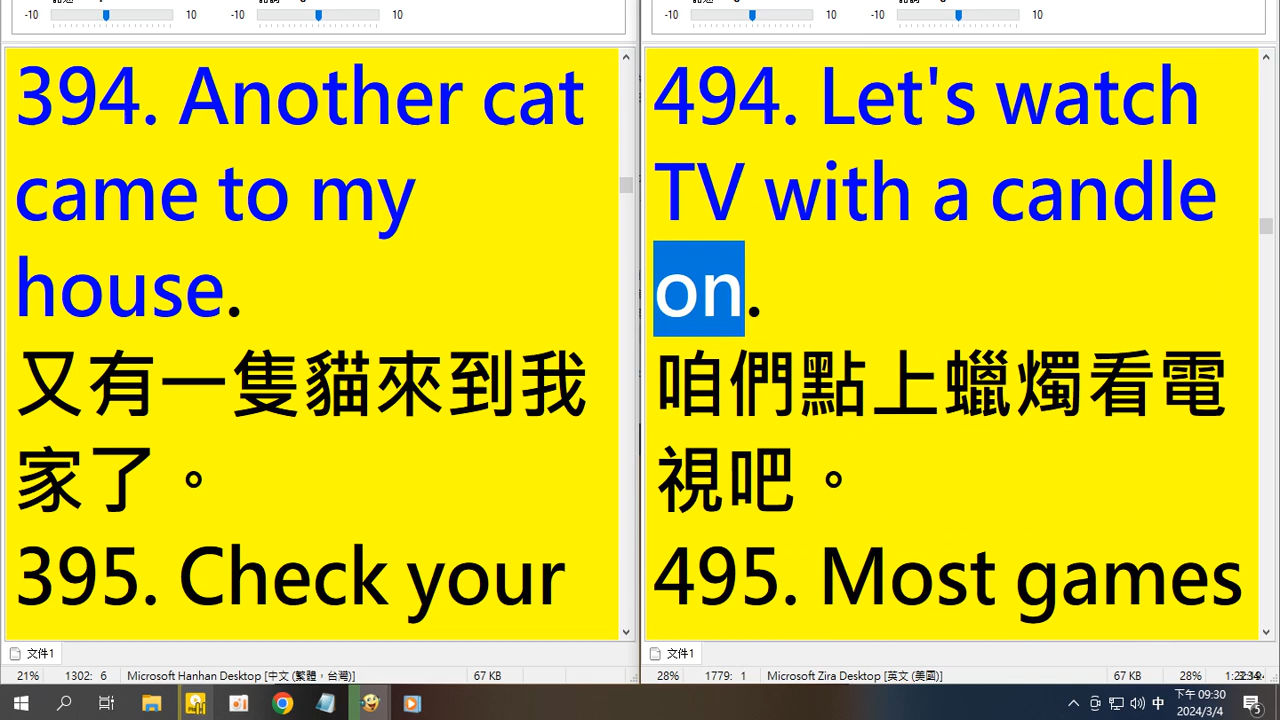 -10 10 -10 10
394. Another cat
came to my
house.
又有一隻貓來到我
家了。
395. Check your
文件1
21% 1302: 6 Microsoft Hanhan Desktop [中文 (繁體，台灣)] 67 KB
-10 10 -10 10
494. Let's watch
TV with a candle
on.
咱們點上蠟燭看電
視吧。
495. Most games
文件1
28% 1779: 1 Microsoft Zira Desktop [英文 (美國)] 67 KB 28%
中
下午 09:30
2024/3/4
5